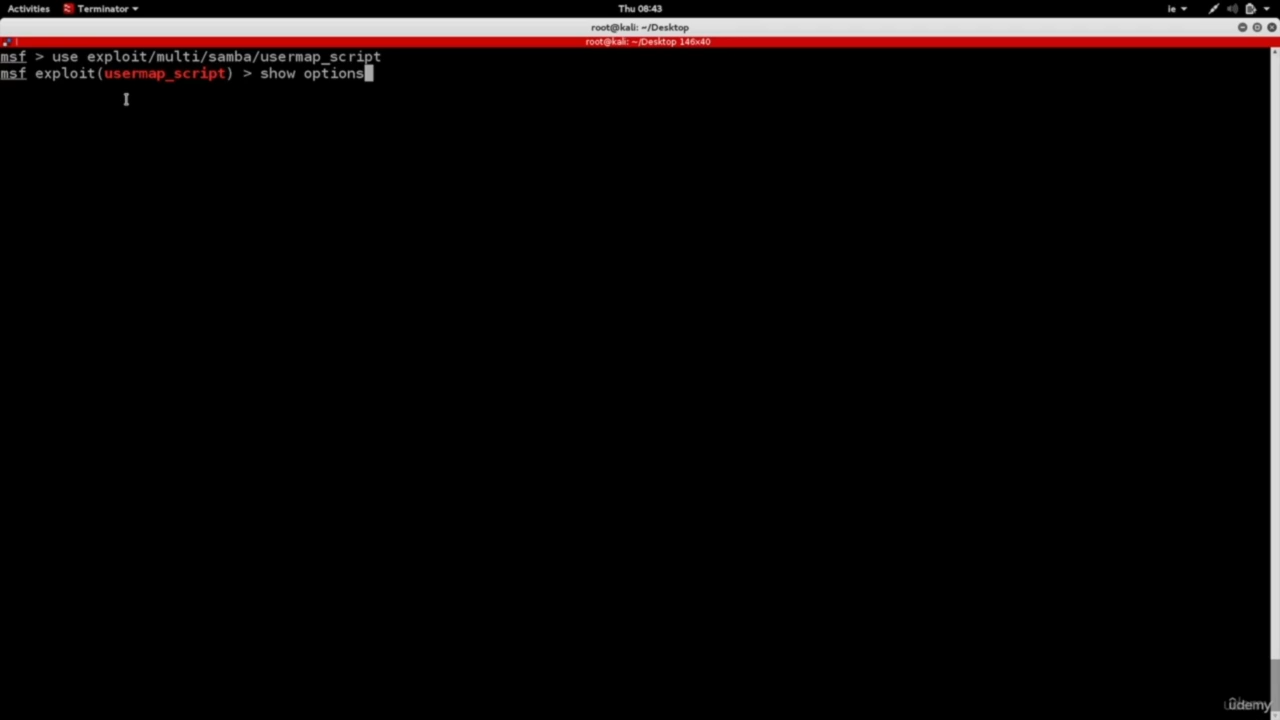 Activities Terminator Thu 08:43 ie
root@kali: ~/Desktop
root@kali: ~/Desktop 146x40
msf > use exploit/multi/samba/usermap_script
msf exploit(usermap_script) > show options
udemy